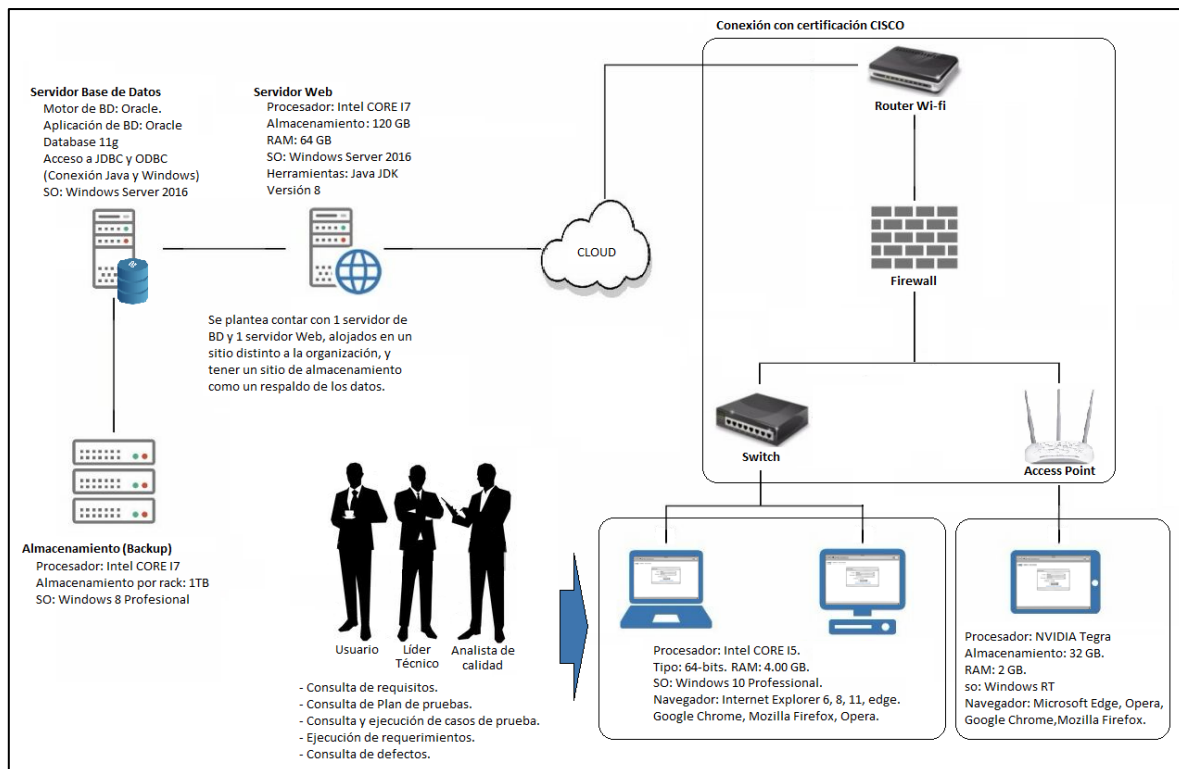 Conexión con certificación CISCO
Servidor Base de Datos
Motor de BD: Oracle.
Aplicación de BD: Oracle
Database 11g
Acceso a JDBC y ODBC
(Conexión Java y Windows)
SO: Windows Server 2016
Servidor Web
Procesador: Intel CORE I7
Almacenamiento: 120 GB
RAM: 64 GB
SO: Windows Server 2016
Herramientas: Java JDK
Versión 8
Router Wi-fi
CLOUD
Firewall
Se plantea contar con 1 servidor de
BD y 1 servidor Web, alojados en un
sitio distinto a la organización, y
tener un sitio de almacenamiento
como un respaldo de los datos.
Switch
Access Point
Almacenamiento (Backup)
Procesador: Intel CORE I7
Almacenamiento por rack: 1TB
SO: Windows 8 Profesional
Usuario
Líder
Técnico
Analista de
calidad
- Consulta de requisitos.
- Consulta de Plan de pruebas.
- Consulta y ejecución de casos de prueba.
- Ejecución de requerimientos.
- Consulta de defectos.
Procesador: Intel CORE I5.
Tipo: 64-bits. RAM: 4.00 GB.
SO: Windows 10 Professional.
Navegador: Internet Explorer 6, 8, 11, edge.
Google Chrome, Mozilla Firefox, Opera.
Procesador: NVIDIA Tegra
Almacenamiento: 32 GB.
RAM: 2 GB.
so: Windows RT
Navegador: Microsoft Edge, Opera,
Google Chrome,Mozilla Firefox.